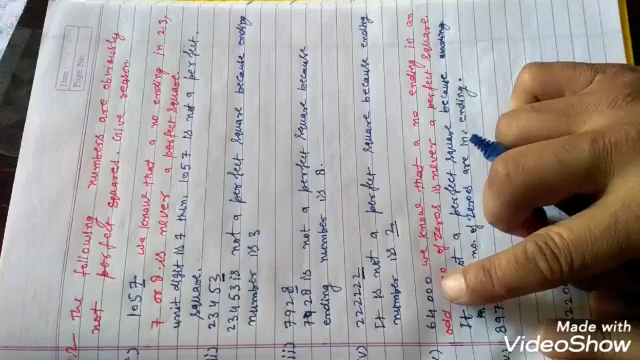 Date
Page No.
.2 The following numbers are obviously
not perfect squares Give reason
1057 we know that a no ending in 2,3,
7 or 8 is never a perfect square
unit digit is 7 then 1057 is not a perfect
square.
ii) 23453
23453 is not a perfect square because ending
number is 3
iii) 7928
7928 is not a perfect square because
ending number is 8.
v) 222222
It is not a perfect square because ending
number is 2
64000 we know that a no ending in an
odd no of zeros is never a perfect square.
It not a perfect square because ending
no. of zeroes are in ending.
897
222
Made with
VideoShow